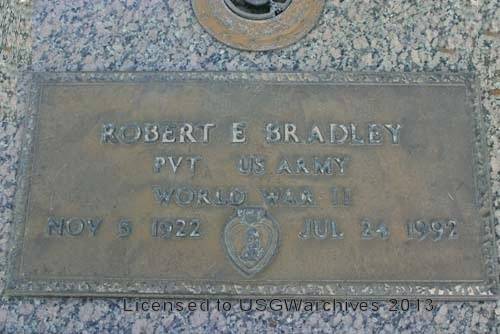 ROBERT E BRADLEY
PVT US ARMY
WORLD WAR II
NOV 5 1922 JUL 24 1992
Licensed to USGWarchives 2013